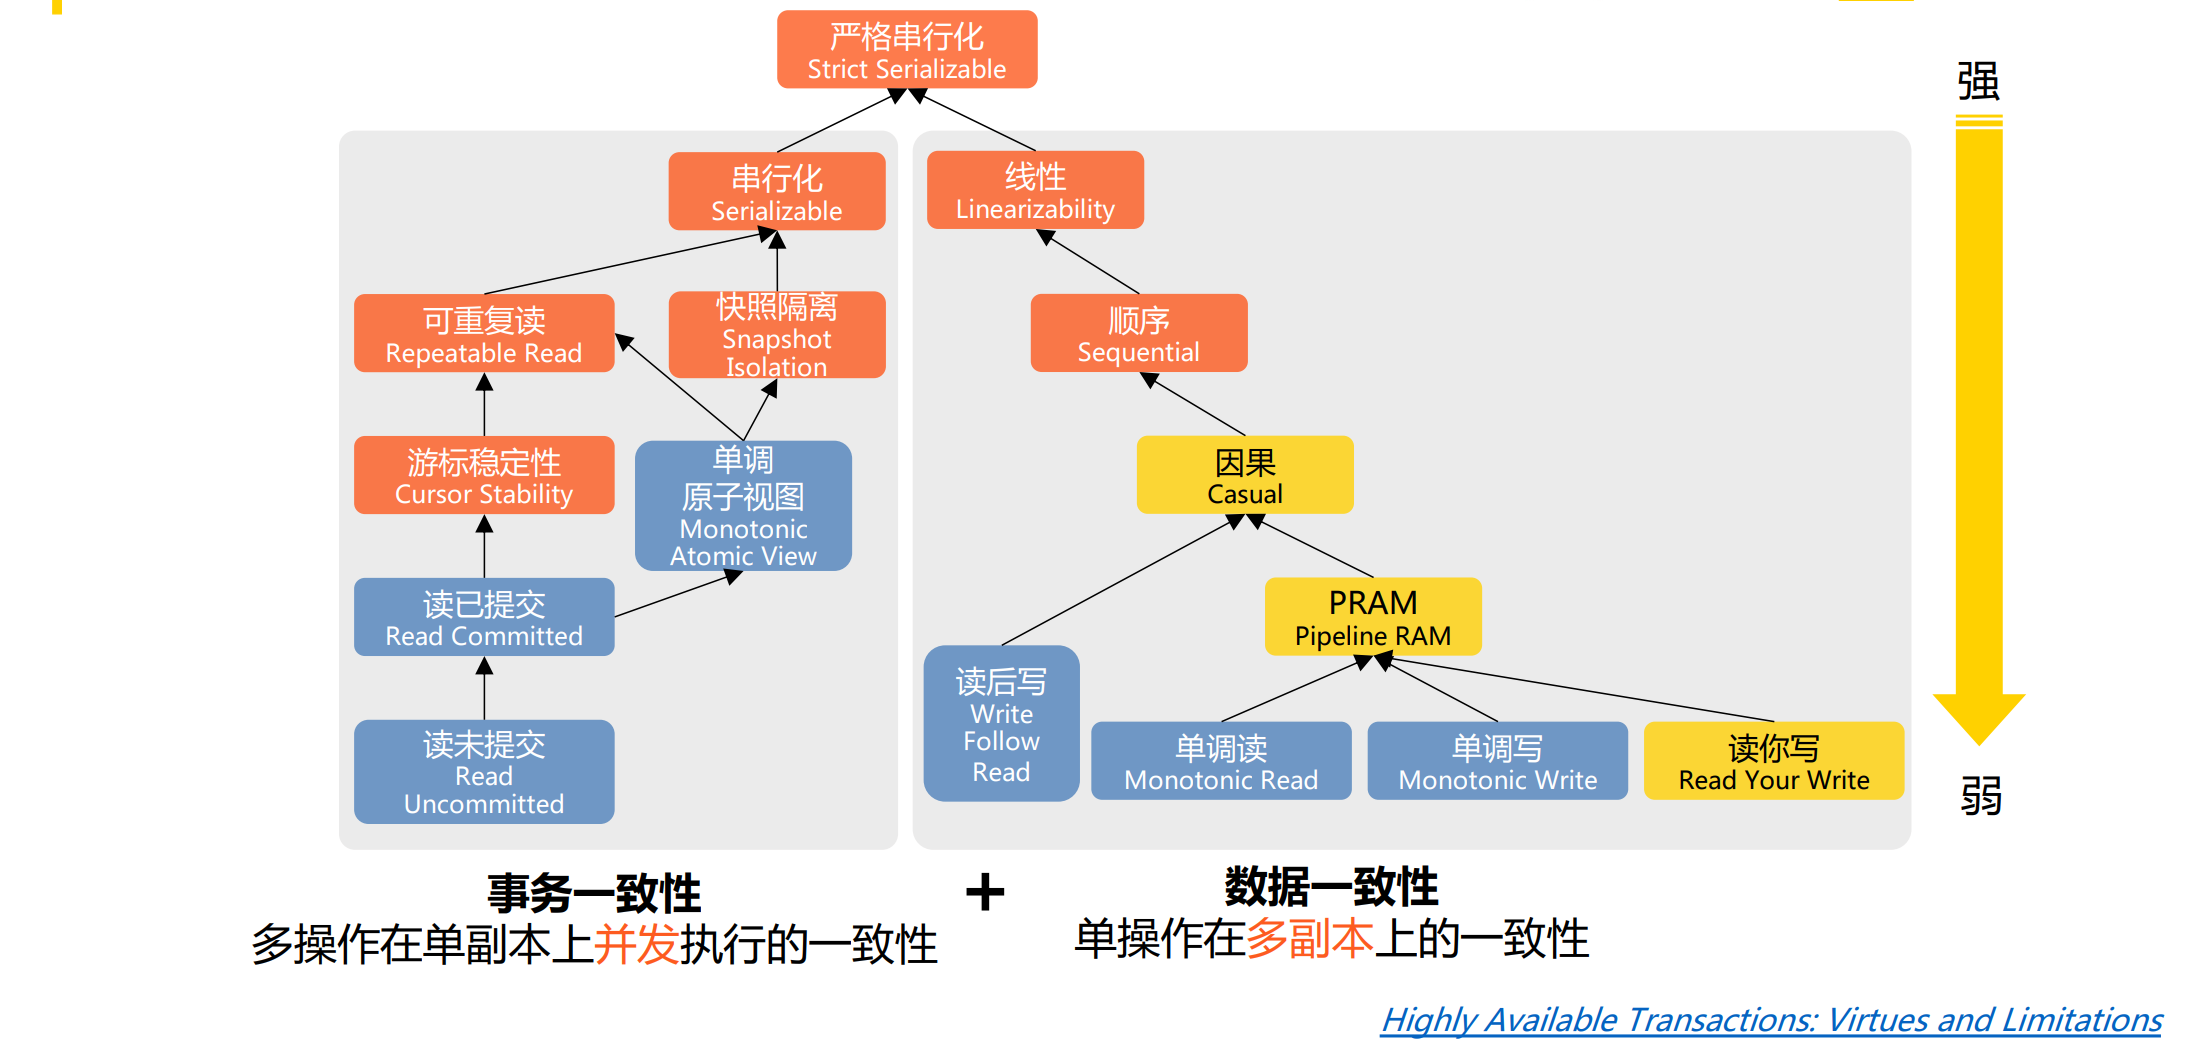 严格串行化
Strict Serializable
强
串行化
Serializable
线性
Linearizability
可重复读
Repeatable Read
快照隔离
Snapshot
Isolation
顺序
Sequential
游标稳定性
Cursor Stability
单调
原子视图
Monotonic
Atomic View
因果
Casual
读已提交
Read Committed
PRAM
Pipeline RAM
读后写
Write
Follow
Read
读未提交
Read
Uncommitted
单调读
Monotonic Read
单调写
Monotonic Write
读你写
Read Your Write
弱
事务一致性
多操作在单副本上并发执行的一致性
+
数据一致性
单操作在多副本上的一致性
Highly Available Transactions: Virtues and Limitations